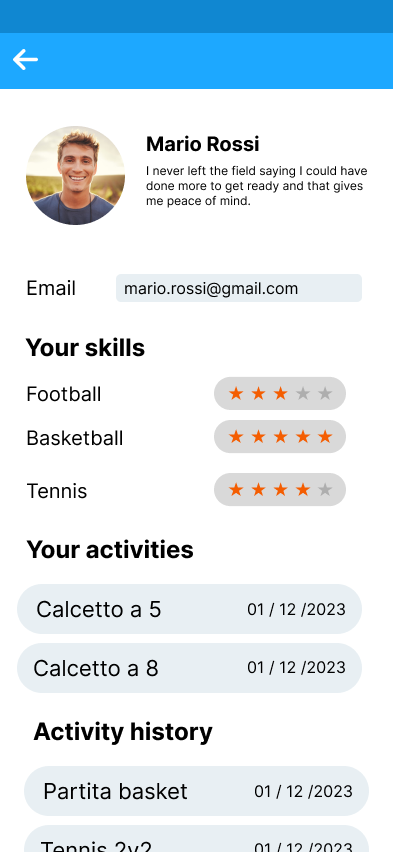 Mario Rossi
I never left the field saying I could have
done more to get ready and that gives
me peace of mind.
Email mario.rossi@gmail.com
Your skills
Football
Basketball
Tennis
Your activities
Calcetto a 5 01 / 12 /2023
Calcetto a 8 01 / 12 /2023
Activity history
Partita basket 01 / 12 /2023
Tennis 2v2 01 / 12 /2023